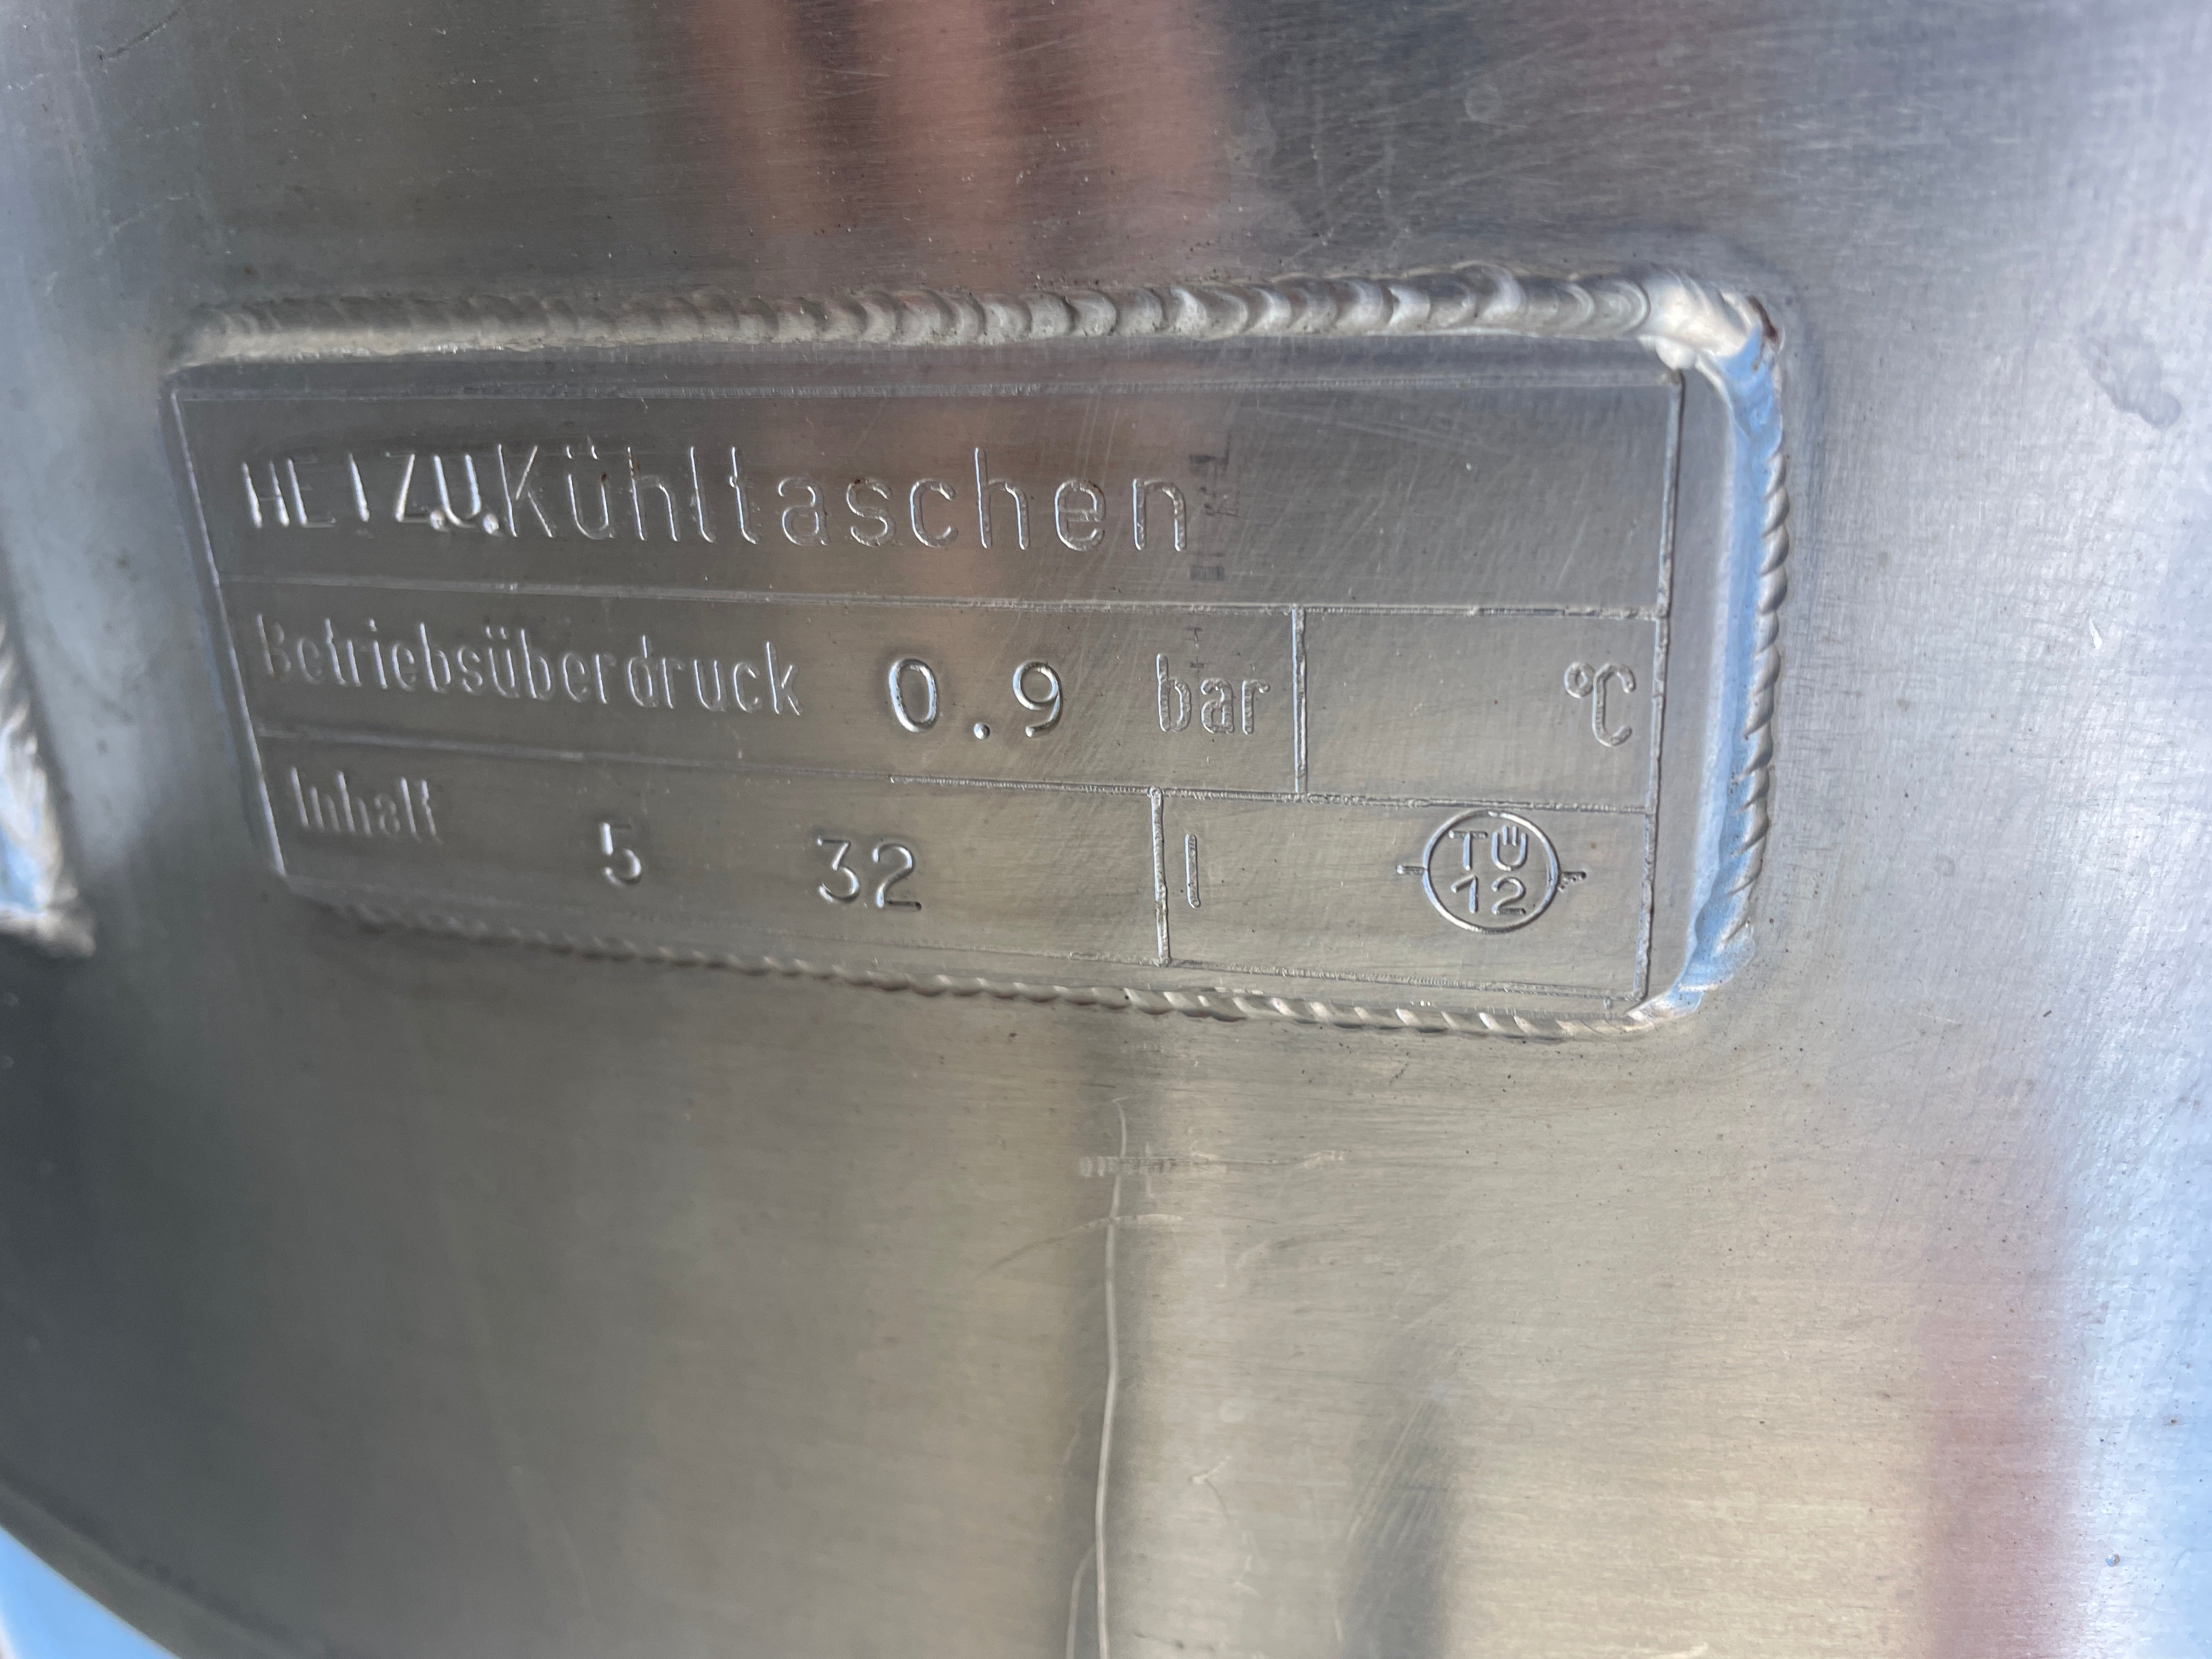 HEIZ.U.Kühltaschen
Betriebsüberdruck 0.9 bar °C
Inhalt 5 32 l
TÜ
12